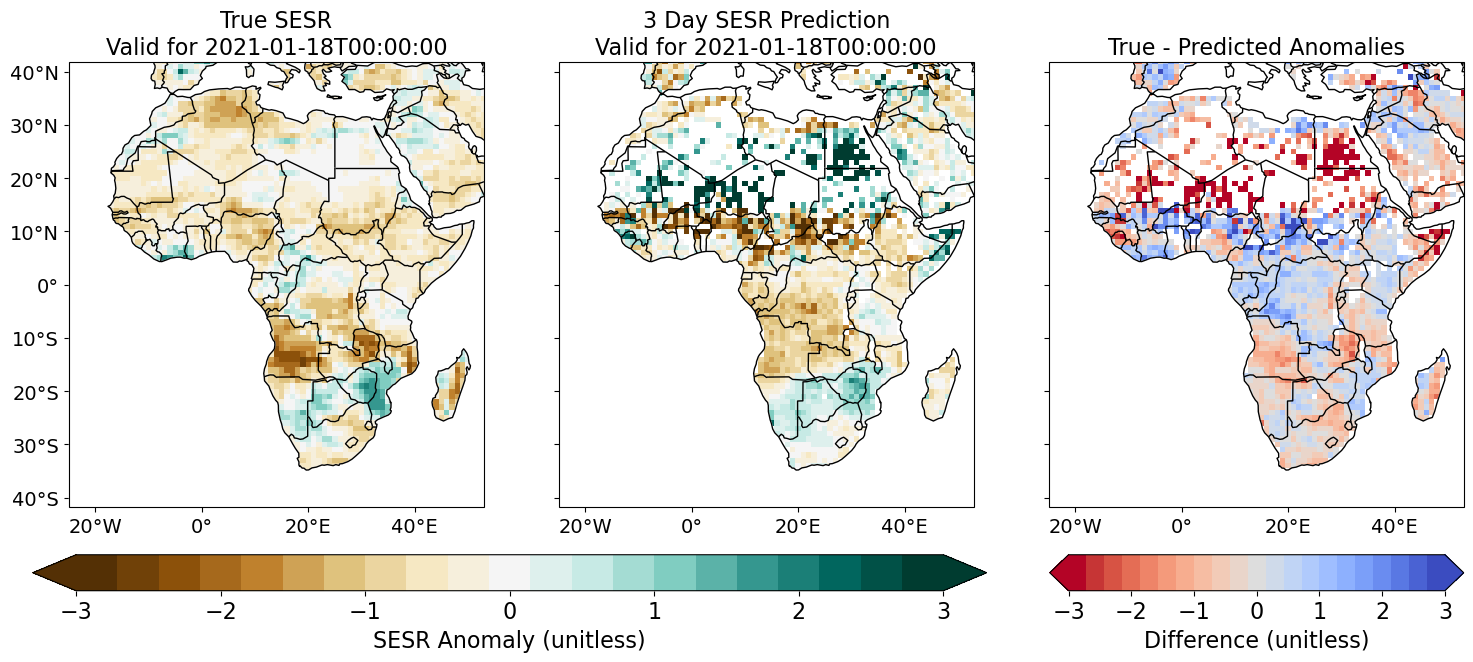 True SESR
Valid for 2021-01-18T00:00:00
3 Day SESR Prediction
Valid for 2021-01-18T00:00:00
True - Predicted Anomalies
40°N
30°N
20°N
10°N
0°
10°S
20°S
30°S
40°S
20°W 0° 20°E 40°E
20°W 0° 20°E 40°E
20°W 0° 20°E 40°E
−3 −2 −1 0 1 2 3
SESR Anomaly (unitless)
−3 −2 −1 0 1 2 3
Difference (unitless)